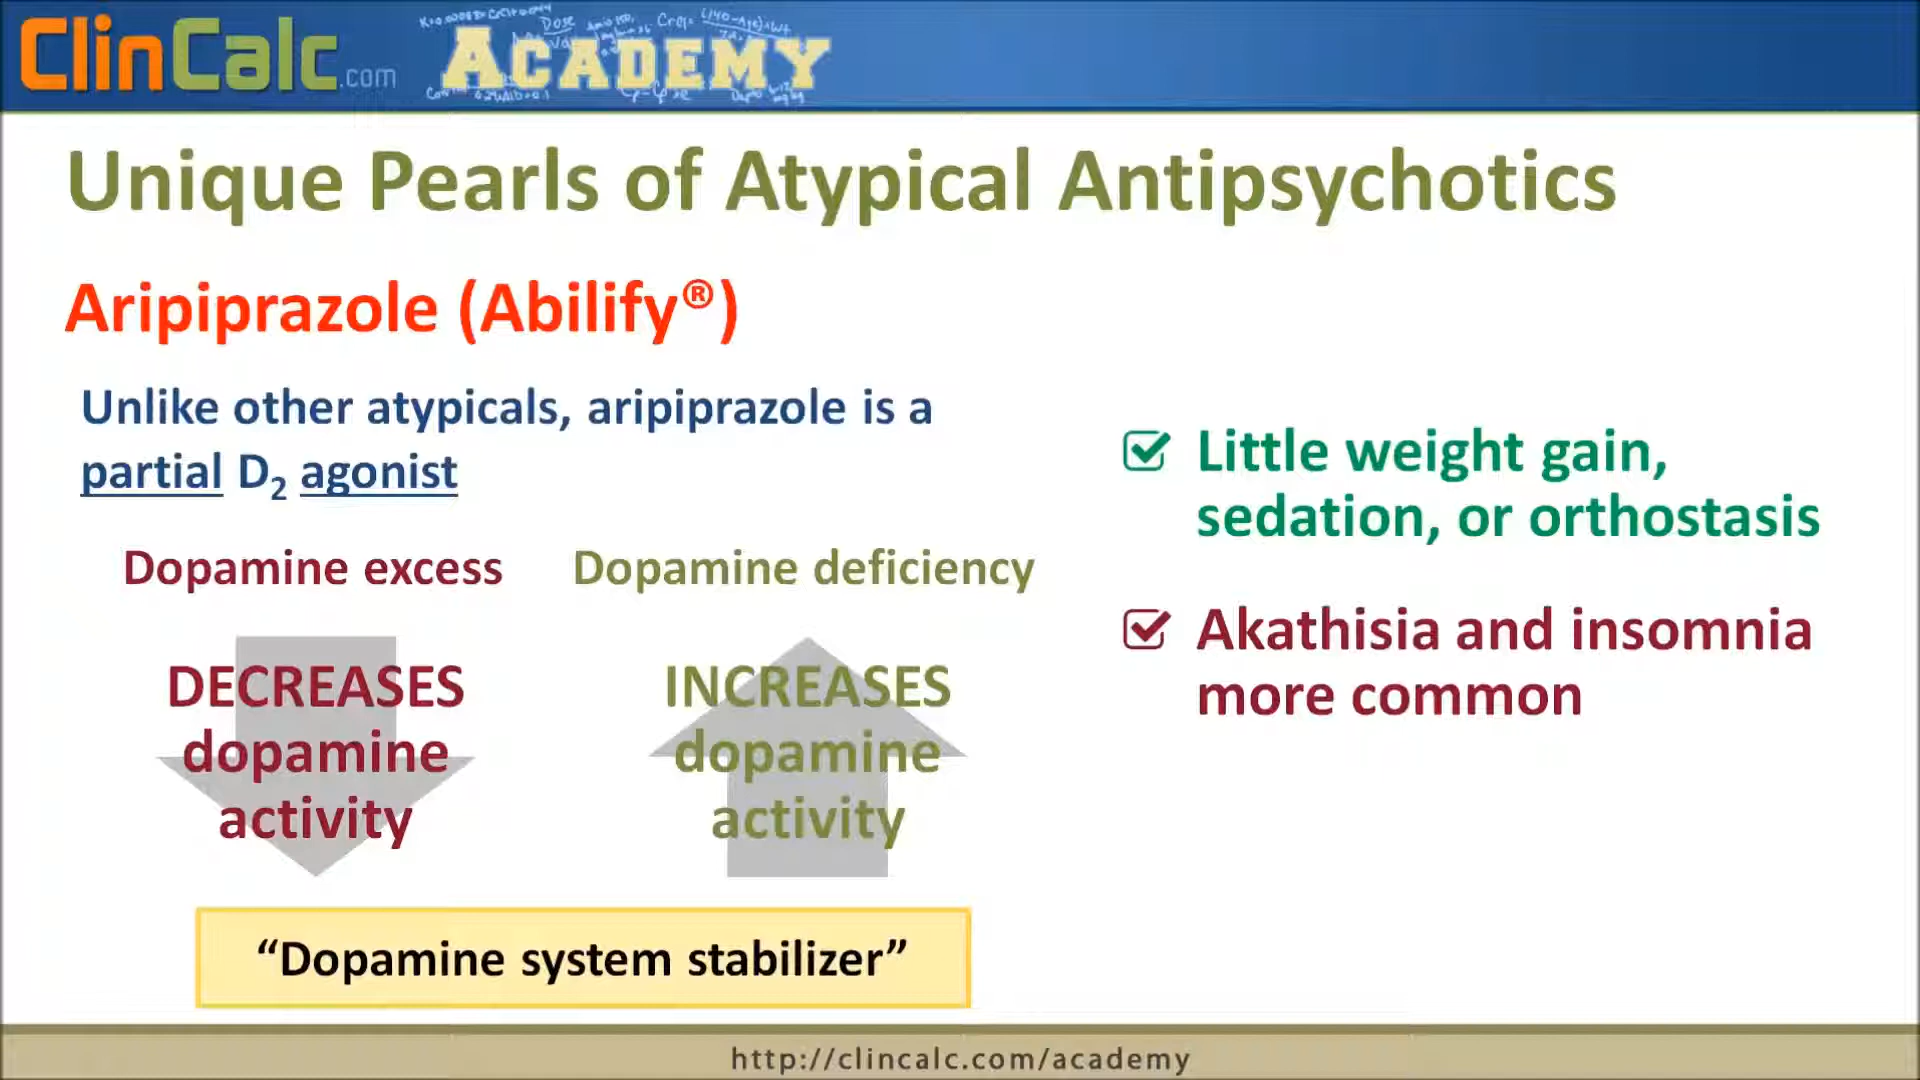 ClinCalc.com ACADEMY
Unique Pearls of Atypical Antipsychotics
Aripiprazole (Abilify®)
Unlike other atypicals, aripiprazole is a
partial D₂ agonist
Dopamine excess
DECREASES
dopamine
activity
Dopamine deficiency
INCREASES
dopamine
activity
“Dopamine system stabilizer”
Little weight gain,
sedation, or orthostasis
Akathisia and insomnia
more common
http://clincalc.com/academy